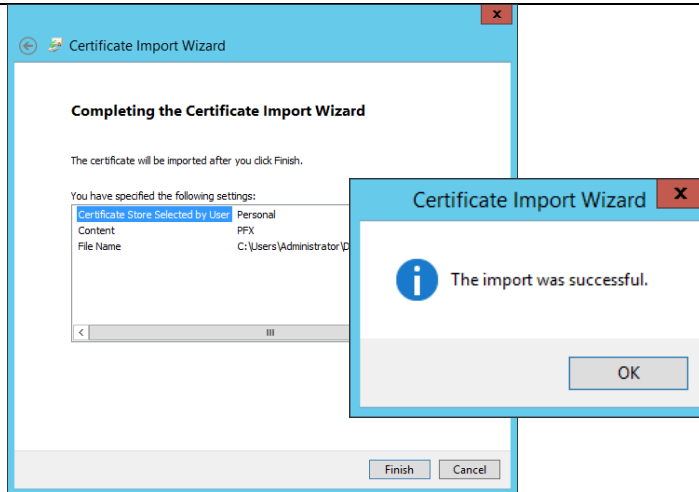 x
Certificate Import Wizard
Completing the Certificate Import Wizard
The certificate will be imported after you click Finish.
You have specified the following settings:
Certificate Store Selected by User Personal
Content PFX
File Name C:\Users\Administrator\D
Finish Cancel
Certificate Import Wizard x
The import was successful.
OK